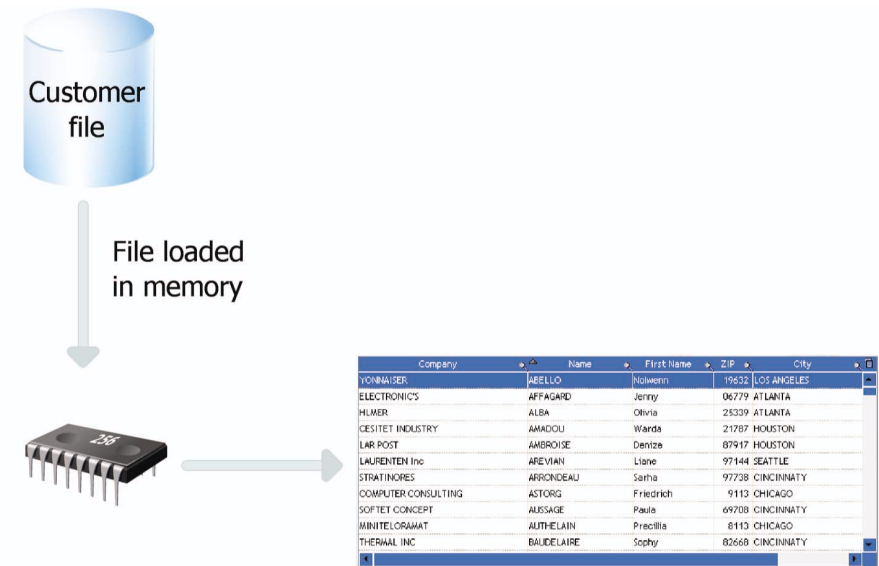 Customer
file
File loaded
in memory
256
Company Name First Name ZIP City
YONNAISER ABELLO Nolwenn 19632 LOS ANGELES
ELECTRONIC'S AFFAGARD Jenny 06779 ATLANTA
HLMER ALBA Olivia 25339 ATLANTA
CESITET INDUSTRY AMADOU Warda 21787 HOUSTON
LAR POST AMBROISE Denize 87917 HOUSTON
LAURENTEN Inc AREVIAN Liane 97144 SEATTLE
STRATINORES ARRONDEAU Sarha 97738 CINCINNATY
COMPUTER CONSULTING ASTORG Friedrich 9113 CHICAGO
SOFTET CONCEPT AUSSAGE Paula 69708 CINCINNATY
MINITELORAMAT AUTHELAIN Precillia 8113 CHICAGO
THERMAL INC BAUDELAIRE Sophy 82668 CINCINNATY